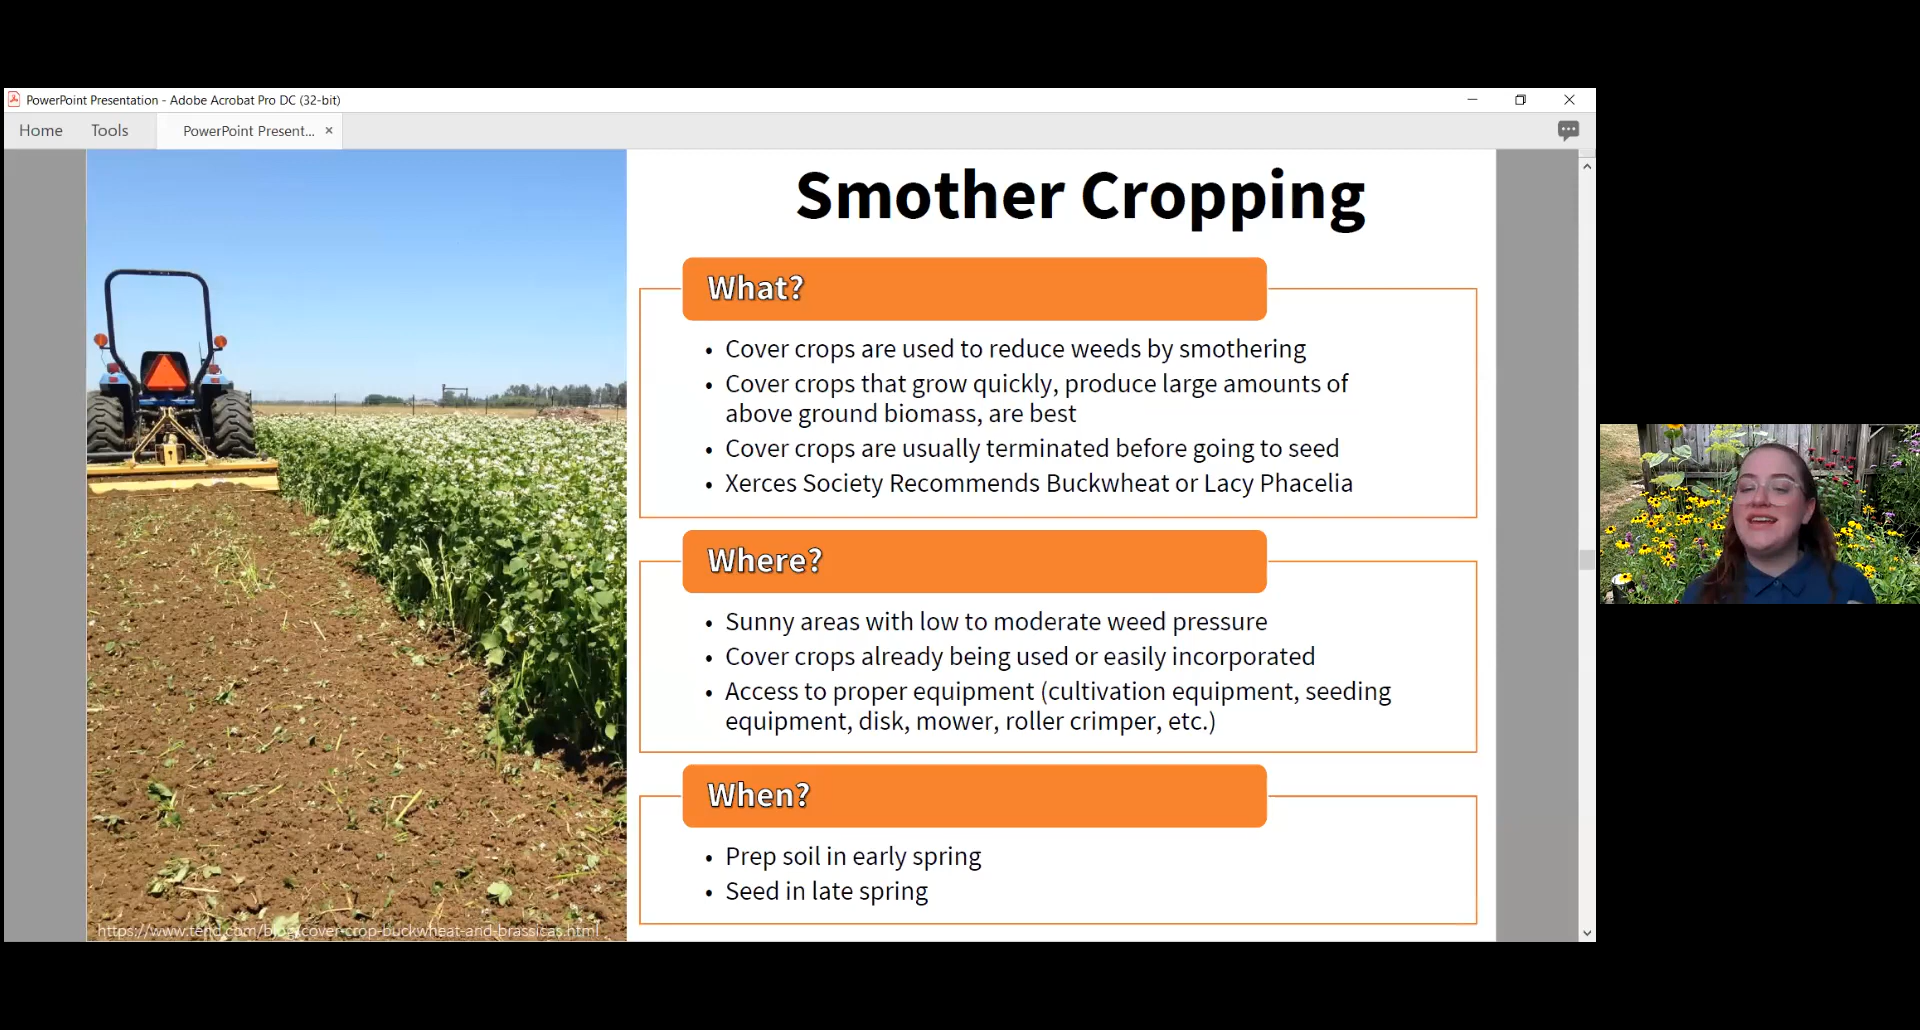 PowerPoint Presentation - Adobe Acrobat Pro DC (32-bit)
Home
Tools
PowerPoint Present...
Smother Cropping
What?
• Cover crops are used to reduce weeds by smothering
• Cover crops that grow quickly, produce large amounts of
above ground biomass, are best
• Cover crops are usually terminated before going to seed
• Xerces Society Recommends Buckwheat or Lacy Phacelia
Where?
• Sunny areas with low to moderate weed pressure
• Cover crops already being used or easily incorporated
• Access to proper equipment (cultivation equipment, seeding
equipment, disk, mower, roller crimper, etc.)
When?
• Prep soil in early spring
• Seed in late spring
https://www.tend.com/blog/cover-crop-buckwheat-and-brassicas.html